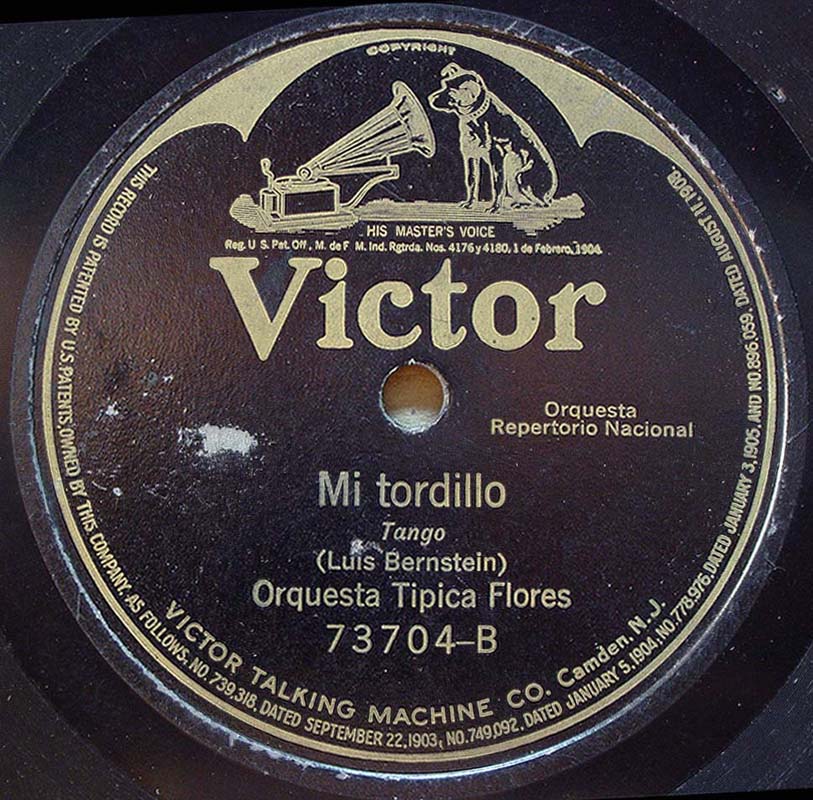 COPYRIGHT
HIS MASTER'S VOICE
Reg. U S. Pat. Off., M. de F M. Ind. Rgtrda. Nos. 4176 y 4180, 1 de Febrero, 1904.
Victor
Orquesta
Repertorio Nacional
Mi tordillo
Tango
(Luis Bernstein)
Orquesta Tipica Flores
73704-B
VICTOR TALKING MACHINE CO. Camden, N. J.
THIS RECORD IS PATENTED BY U.S. PATENTS OWNED BY THIS COMPANY, AS FOLLOWS, NO. 739,318, DATED SEPTEMBER 22, 1903; NO. 749,092, DATED JANUARY 5, 1904, NO. 778,976, DATED JANUARY 3, 1905, AND NO. 896,059, DATED AUGUST 11, 1908.